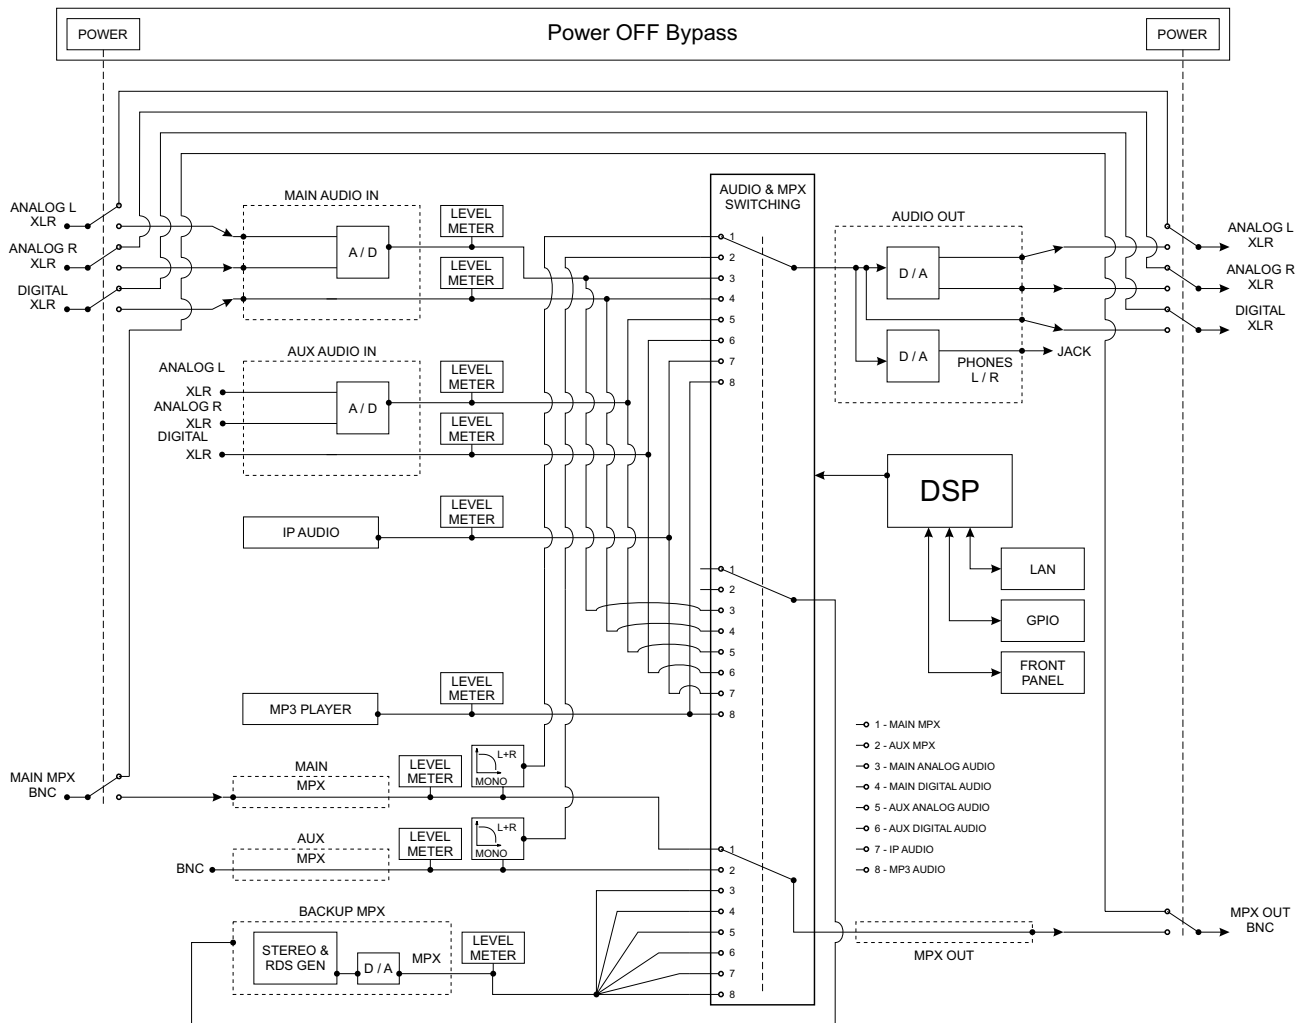 Power OFF Bypass
POWER
POWER
ANALOG L
XLR
ANALOG R
XLR
DIGITAL
XLR
MAIN AUDIO IN
A / D
LEVEL
METER
LEVEL
METER
AUX AUDIO IN
ANALOG L
XLR
ANALOG R
XLR
DIGITAL
XLR
A / D
LEVEL
METER
LEVEL
METER
IP AUDIO
LEVEL
METER
MP3 PLAYER
LEVEL
METER
MAIN MPX
BNC
MAIN
MPX
LEVEL
METER
L+R
MONO
AUX
MPX
BNC
LEVEL
METER
L+R
MONO
BACKUP MPX
STEREO &
RDS GEN
D / A
MPX
LEVEL
METER
AUDIO & MPX
SWITCHING
1
2
3
4
5
6
7
8
1
2
3
4
5
6
7
8
1
2
3
4
5
6
7
8
AUDIO OUT
D / A
D / A
PHONES
L / R
JACK
ANALOG L
XLR
ANALOG R
XLR
DIGITAL
XLR
DSP
LAN
GPIO
FRONT
PANEL
1 - MAIN MPX
2 - AUX MPX
3 - MAIN ANALOG AUDIO
4 - MAIN DIGITAL AUDIO
5 - AUX ANALOG AUDIO
6 - AUX DIGITAL AUDIO
7 - IP AUDIO
8 - MP3 AUDIO
MPX OUT
MPX OUT
BNC